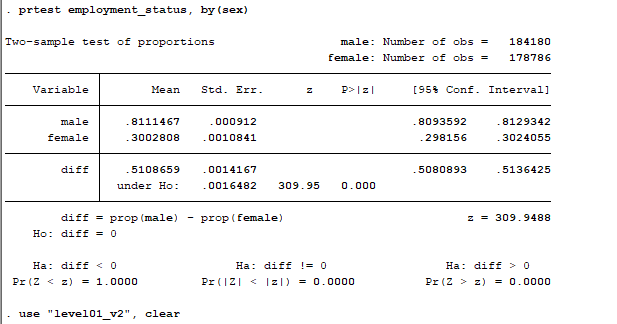 . prtest employment_status, by(sex)
Two-sample test of proportions male: Number of obs = 184180
female: Number of obs = 178786
Variable Mean Std. Err. z P>|z| [95% Conf. Interval]
male .8111467 .000912 .8093592 .8129342
female .3002808 .0010841 .298156 .3024055
diff .5108659 .0014167 .5080893 .5136425
under Ho: .0016482 309.95 0.000
diff = prop(male) - prop(female) z = 309.9488
Ho: diff = 0
Ha: diff < 0 Ha: diff != 0 Ha: diff > 0
Pr(Z < z) = 1.0000 Pr(|Z| < |z|) = 0.0000 Pr(Z > z) = 0.0000
. use "level01_v2", clear